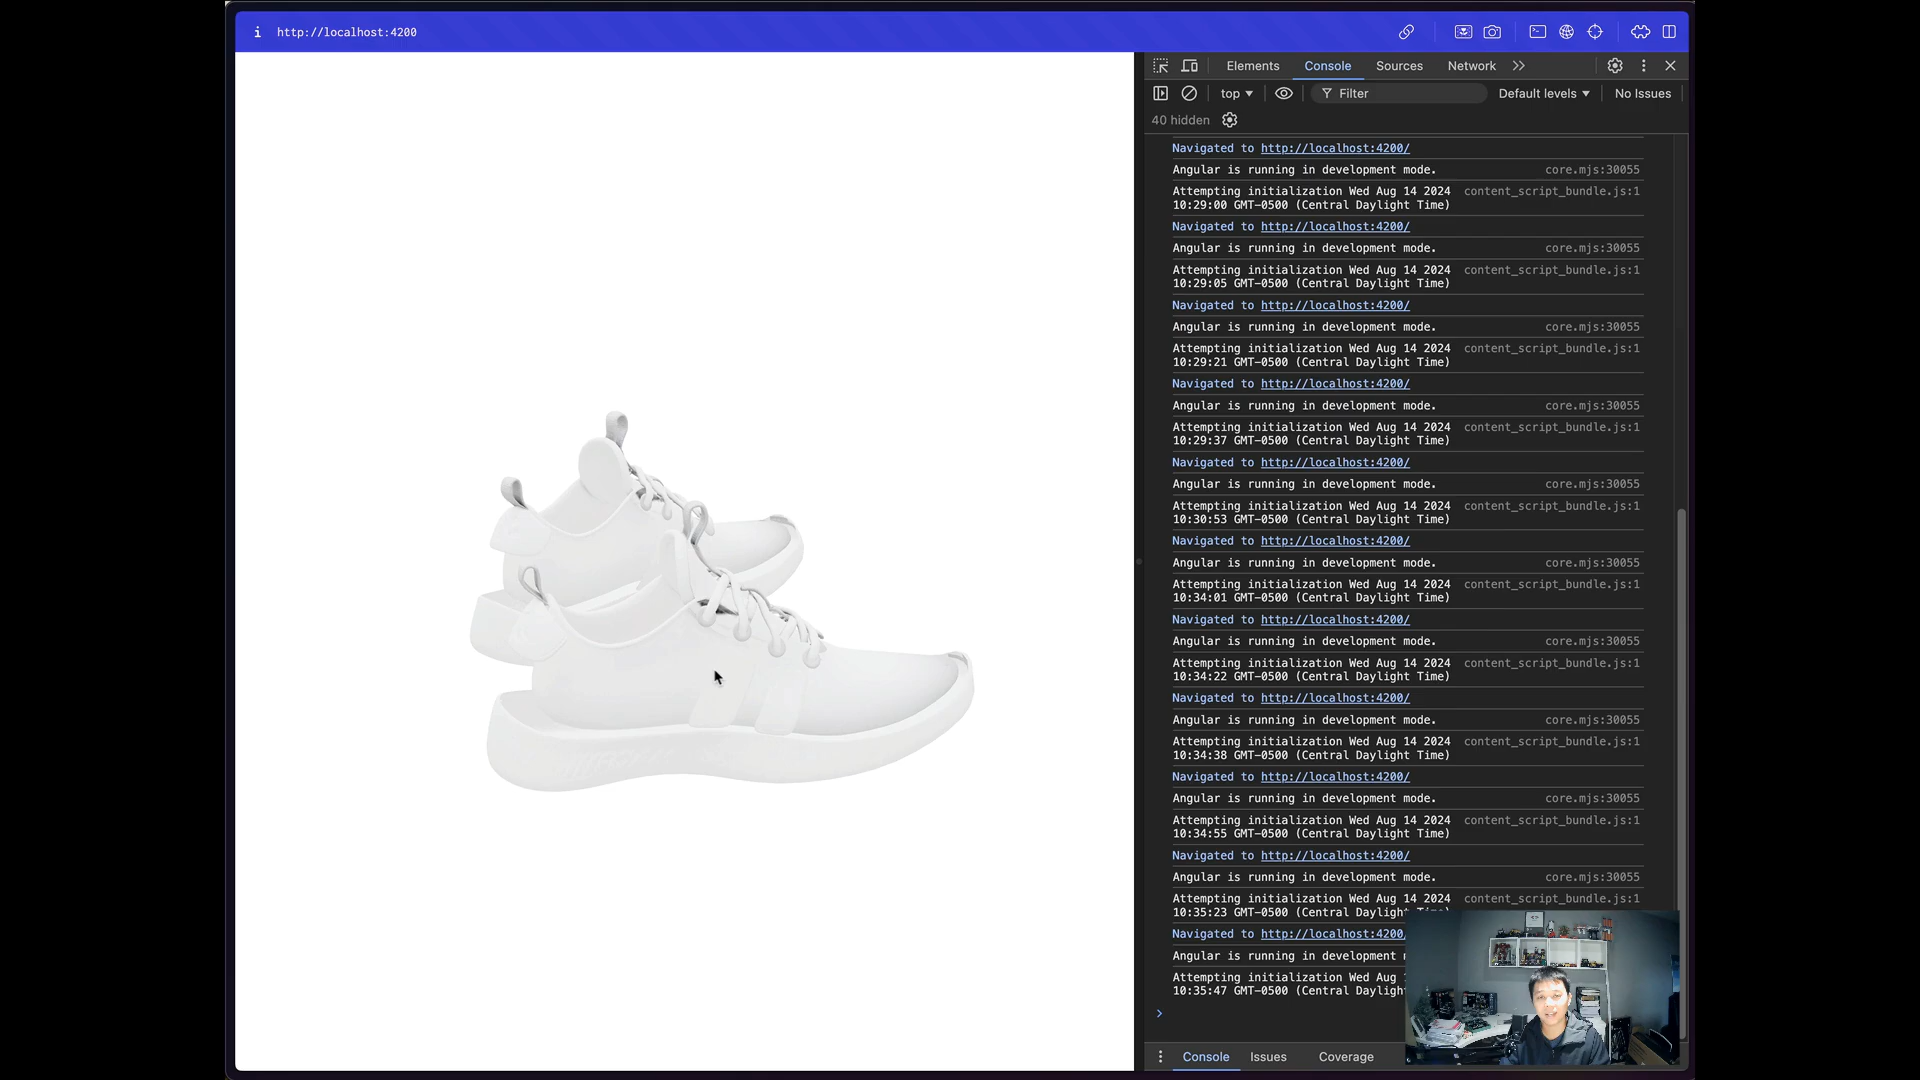 i http://localhost:4200
Elements Console Sources Network
top Filter Default levels No Issues
40 hidden
Navigated to http://localhost:4200/
Angular is running in development mode. core.mjs:30055
Attempting initialization Wed Aug 14 2024 content_script_bundle.js:1
10:29:00 GMT-0500 (Central Daylight Time)
Navigated to http://localhost:4200/
Angular is running in development mode. core.mjs:30055
Attempting initialization Wed Aug 14 2024 content_script_bundle.js:1
10:29:05 GMT-0500 (Central Daylight Time)
Navigated to http://localhost:4200/
Angular is running in development mode. core.mjs:30055
Attempting initialization Wed Aug 14 2024 content_script_bundle.js:1
10:29:21 GMT-0500 (Central Daylight Time)
Navigated to http://localhost:4200/
Angular is running in development mode. core.mjs:30055
Attempting initialization Wed Aug 14 2024 content_script_bundle.js:1
10:29:37 GMT-0500 (Central Daylight Time)
Navigated to http://localhost:4200/
Angular is running in development mode. core.mjs:30055
Attempting initialization Wed Aug 14 2024 content_script_bundle.js:1
10:30:53 GMT-0500 (Central Daylight Time)
Navigated to http://localhost:4200/
Angular is running in development mode. core.mjs:30055
Attempting initialization Wed Aug 14 2024 content_script_bundle.js:1
10:34:01 GMT-0500 (Central Daylight Time)
Navigated to http://localhost:4200/
Angular is running in development mode. core.mjs:30055
Attempting initialization Wed Aug 14 2024 content_script_bundle.js:1
10:34:22 GMT-0500 (Central Daylight Time)
Navigated to http://localhost:4200/
Angular is running in development mode. core.mjs:30055
Attempting initialization Wed Aug 14 2024 content_script_bundle.js:1
10:34:38 GMT-0500 (Central Daylight Time)
Navigated to http://localhost:4200/
Angular is running in development mode. core.mjs:30055
Attempting initialization Wed Aug 14 2024 content_script_bundle.js:1
10:34:55 GMT-0500 (Central Daylight Time)
Navigated to http://localhost:4200/
Angular is running in development mode. core.mjs:30055
Attempting initialization Wed Aug 14 2024 content_script_bundle.js:1
10:35:23 GMT-0500 (Central Daylight
Navigated to http://localhost:4200/
Angular is running in development
Attempting initialization Wed Aug
10:35:47 GMT-0500 (Central Daylight
Console Issues Coverage